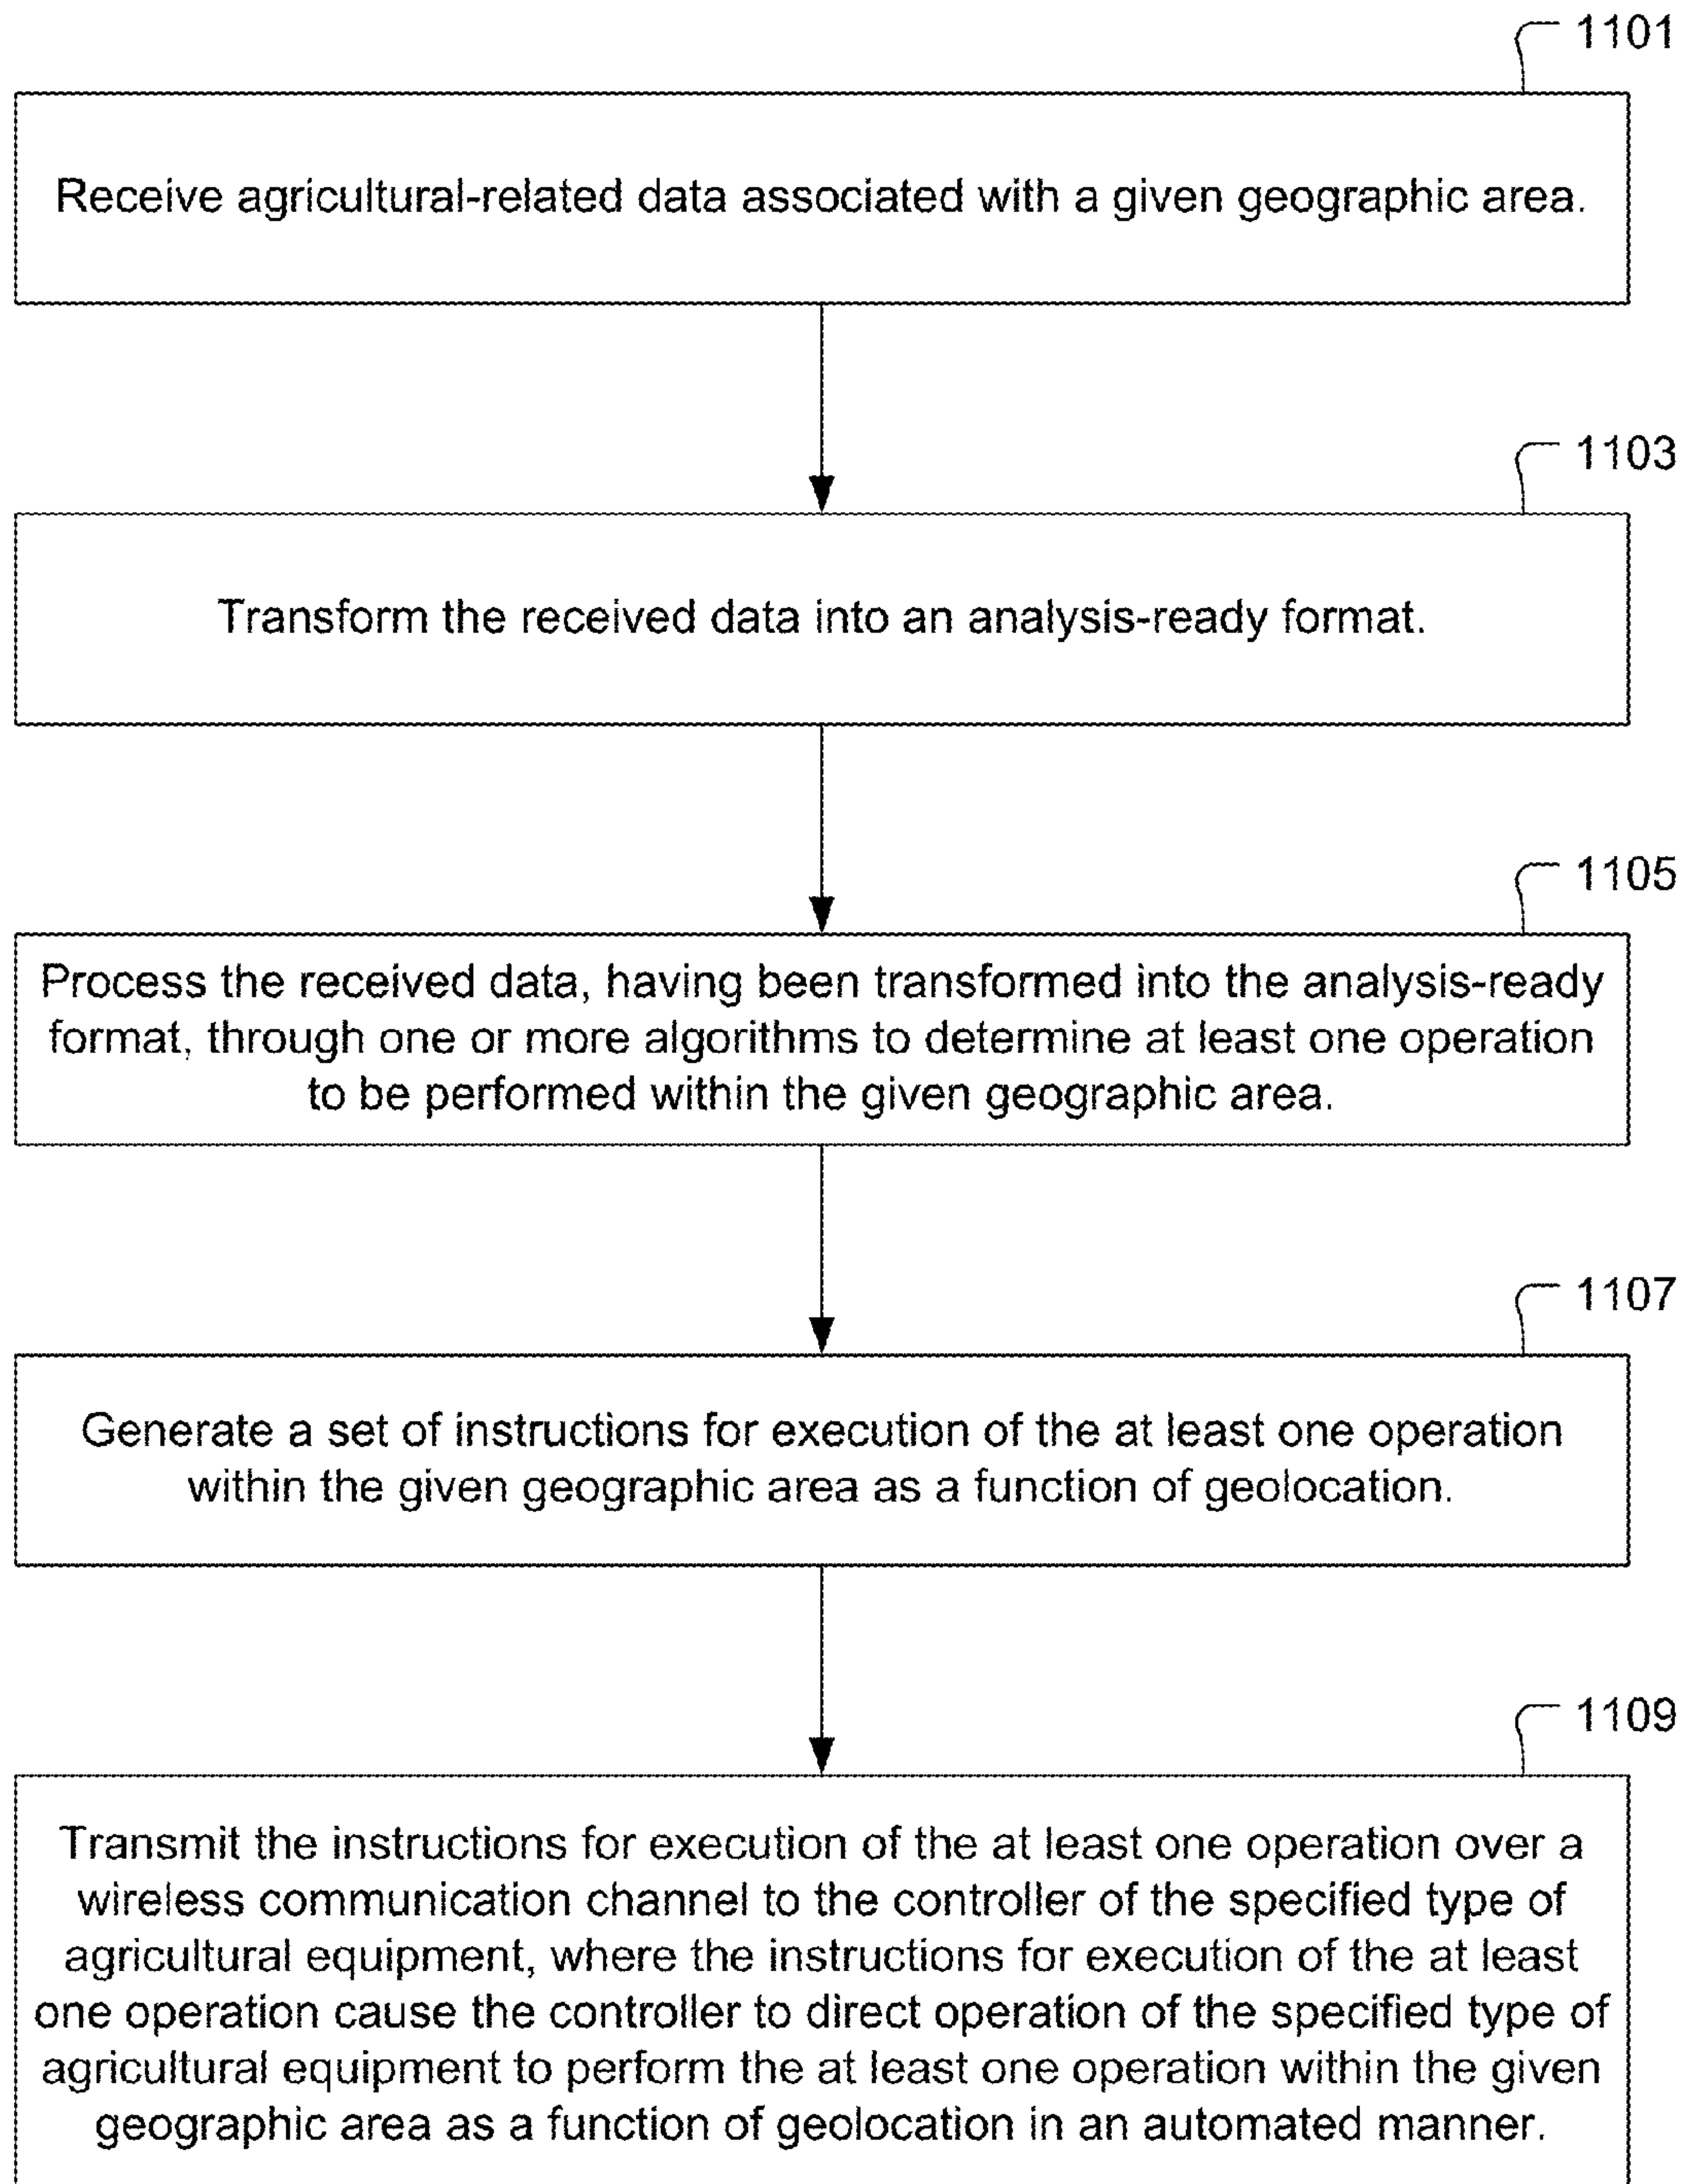 1101
Receive agricultural-related data associated with a given geographic area.
1103
Transform the received data into an analysis-ready format.
1105
Process the received data, having been transformed into the analysis-ready
format, through one or more algorithms to determine at least one operation
to be performed within the given geographic area.
1107
Generate a set of instructions for execution of the at least one operation
within the given geographic area as a function of geolocation.
1109
Transmit the instructions for execution of the at least one operation over a
wireless communication channel to the controller of the specified type of
agricultural equipment, where the instructions for execution of the at least
one operation cause the controller to direct operation of the specified type of
agricultural equipment to perform the at least one operation within the given
geographic area as a function of geolocation in an automated manner.